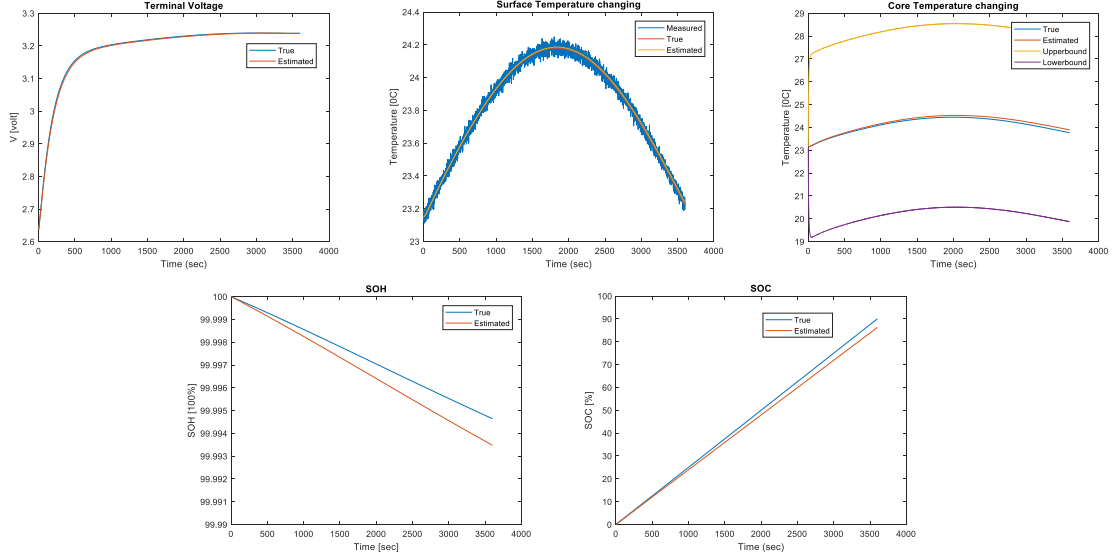 Terminal Voltage
3.3
3.2
3.1
3
2.9
2.8
2.7
2.6
V [volt]
0 500 1000 1500 2000 2500 3000 3500 4000
Time (sec)
True
Estimated
Surface Temperature changing
24.4
24.2
24
23.8
23.6
23.4
23.2
23
Temperature [0C]
0 500 1000 1500 2000 2500 3000 3500 4000
Time (sec)
Measured
True
Estimated
Core Temperature changing
29
28
27
26
25
24
23
22
21
20
19
Temperature [0C]
0 500 1000 1500 2000 2500 3000 3500 4000
Time (sec)
True
Estimated
Upperbound
Lowerbound
SOH
100
99.999
99.998
99.997
99.996
99.995
99.994
99.993
99.992
99.991
99.99
SOH [100%]
0 500 1000 1500 2000 2500 3000 3500 4000
Time [sec]
True
Estimated
SOC
100
90
80
70
60
50
40
30
20
10
0
SOC [%]
0 500 1000 1500 2000 2500 3000 3500 4000
Time (sec)
True
Estimated